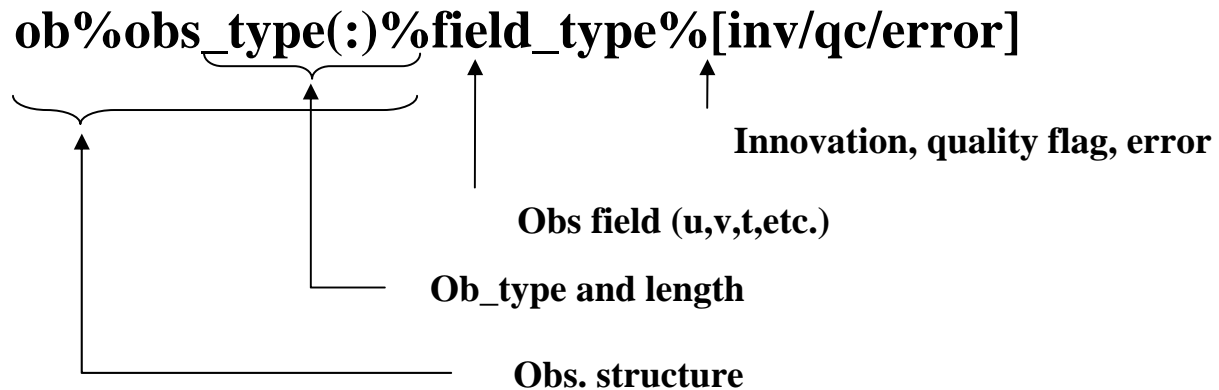 ob%obs_type(:)%field_type%[inv/qc/error]
Innovation, quality flag, error
Obs field (u,v,t,etc.)
Ob_type and length
Obs. structure